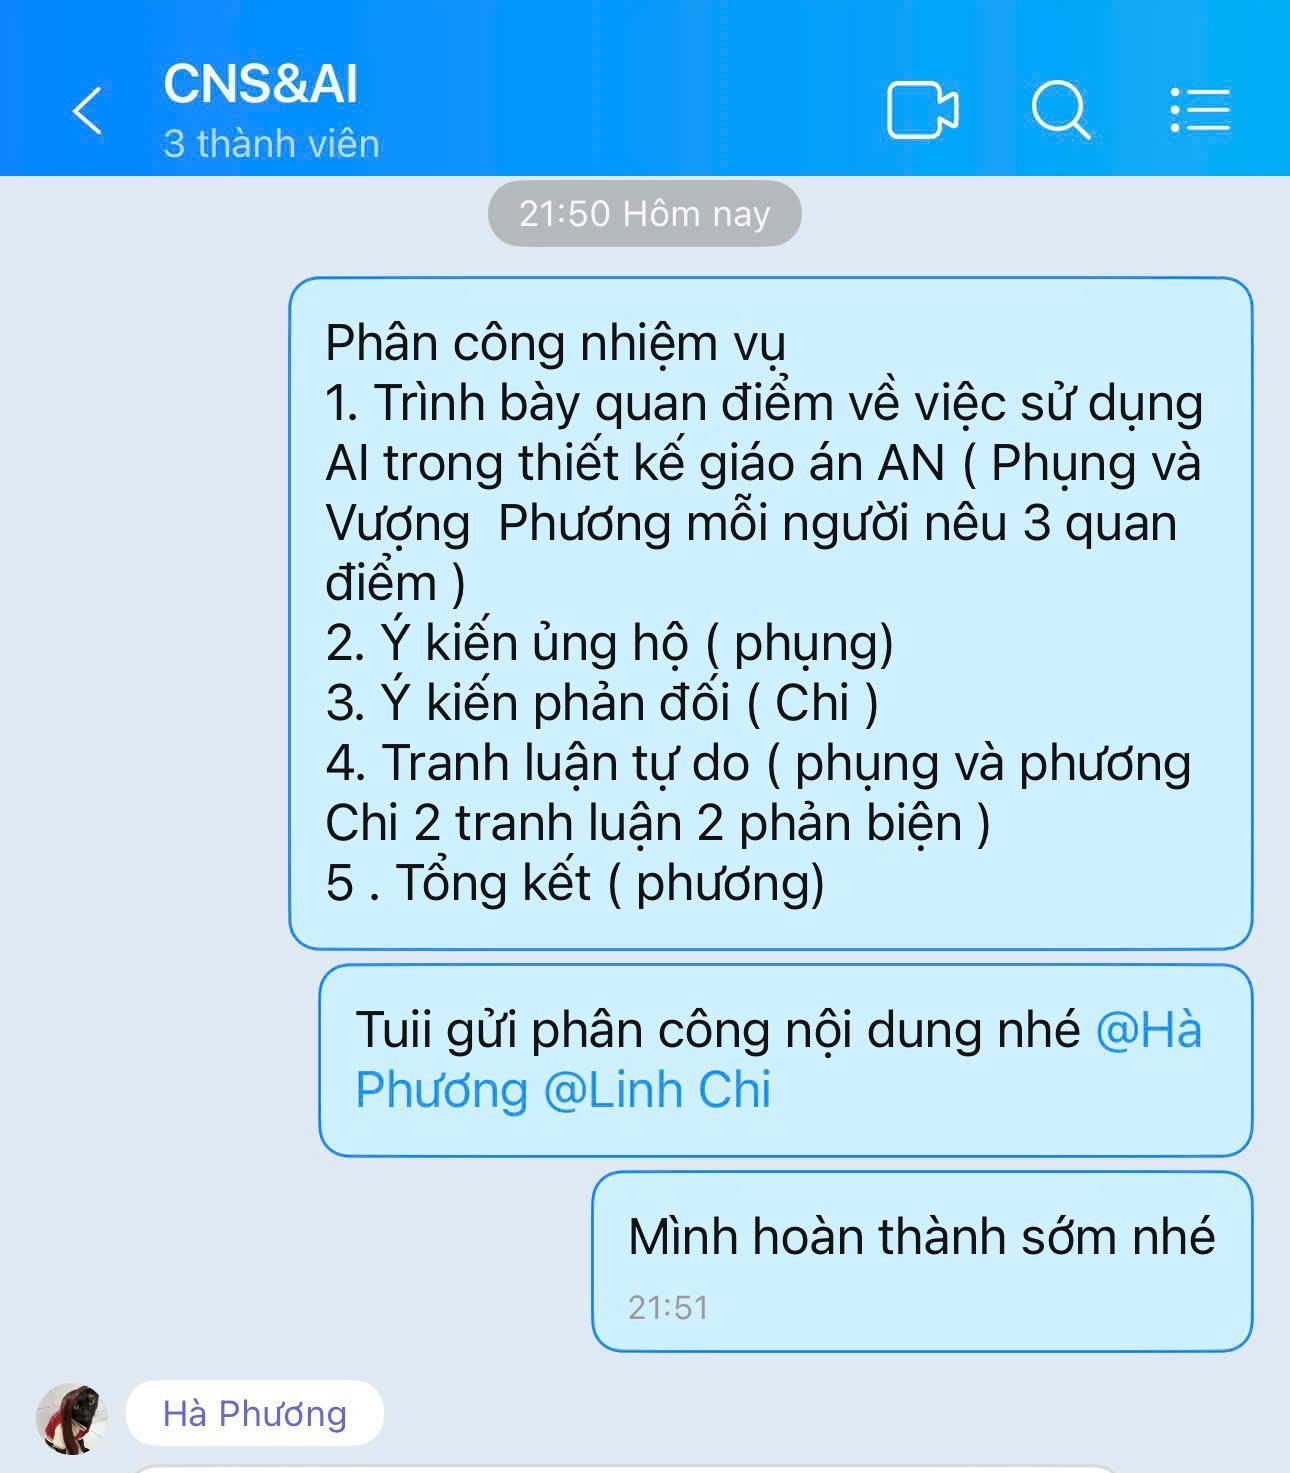 CNS&AI
3 thành viên
21:50 Hôm nay
Phân công nhiệm vụ
1. Trình bày quan điểm về việc sử dụng
AI trong thiết kế giáo án AN ( Phụng và
Vượng  Phương mỗi người nêu 3 quan
điểm )
2. Ý kiến ủng hộ ( phụng)
3. Ý kiến phản đối ( Chi )
4. Tranh luận tự do ( phụng và phương
Chi 2 tranh luận 2 phản biện )
5 . Tổng kết ( phương)
Tuii gửi phân công nội dung nhé @Hà
Phương @Linh Chi
Mình hoàn thành sớm nhé
21:51
Hà Phương